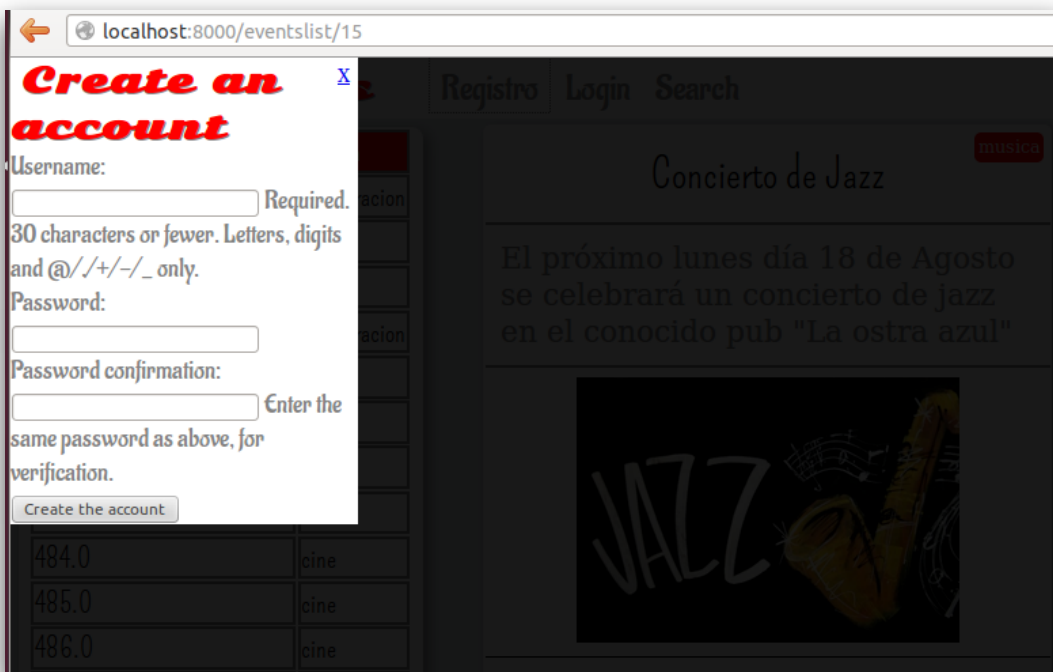 localhost:8000/eventslist/15
Create an
account
X
Username:
Required.
30 characters or fewer. Letters, digits
and @/./+/-/_ only.
Password:
Password confirmation:
Enter the
same password as above, for
verification.
Create the account
Registro Login Search
acion
acion
484.0 cine
485.0 cine
486.0 cine
musica
Concierto de Jazz
El próximo lunes día 18 de Agosto
se celebrará un concierto de jazz
en el conocido pub "La ostra azul"
JAZZ